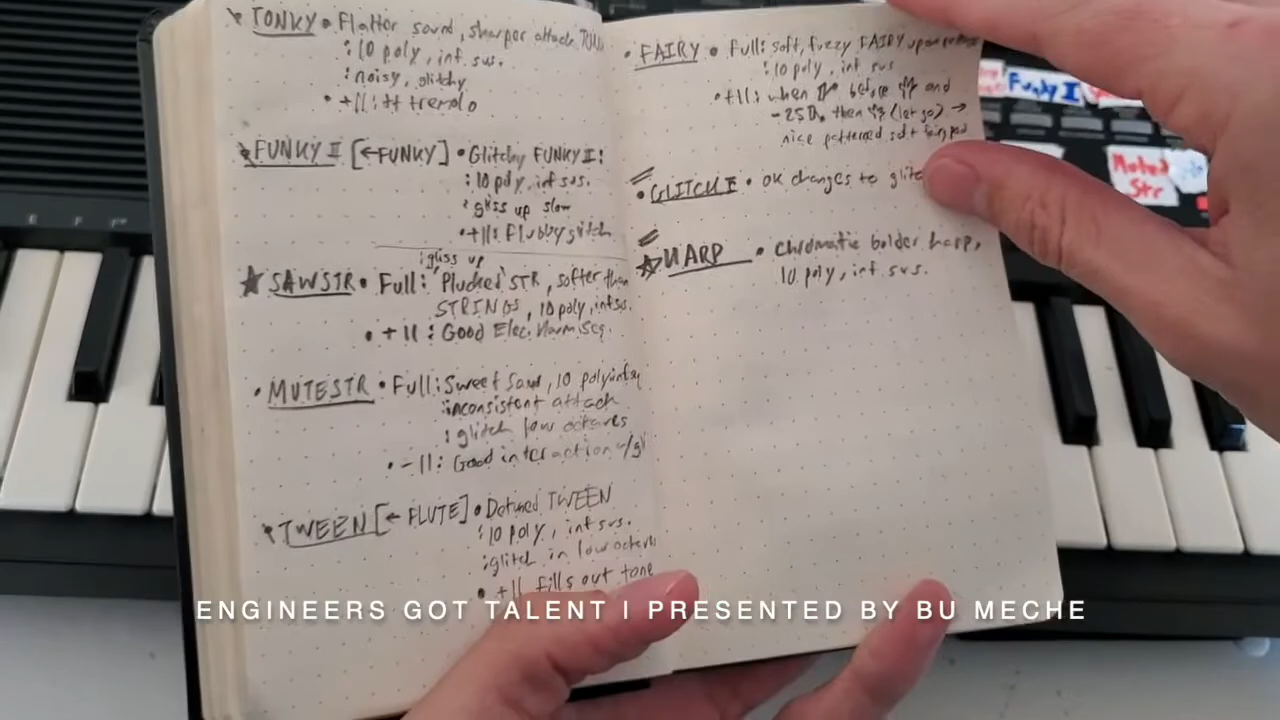 TONKY • Flatter sound, sharper attack,
: 10 poly, inf sus.
: noisy, glitchy
• +11: ++ tremolo
FUNKY II [←FUNKY] • Glitchy FUNKY I:
: 10 poly, inf sus.
: gliss up slow
• +11: Flubby glitch
: gliss up
★ SAWSTR • Full: 'Plucked' STR, softer than
STRINGS, 10 poly, inf sus.
• +11: Good Elec.
• MUTESTR • Full: Sweet Saw, 10 poly, inf sus
: inconsistent attack
: glitch low octaves
• -11: Good interaction w/
• TWEEN [← FLUTE] • Detuned TWEEN
: 10 poly, inf sus.
: glitch in low octaves
• +11 fills out tone
• FAIRY • Full: soft, fuzzy FAIRY upon
: 10 poly, inf sus
• +11: when before and
then (let go) →
nice patterned
• GLITCH II • OK changes to
★ HARP • Chromatic bolder harp,
10 poly, inf sus.
Funky I
Muted
Str
E F F#
ENGINEERS GOT TALENT | PRESENTED BY BU MECHE